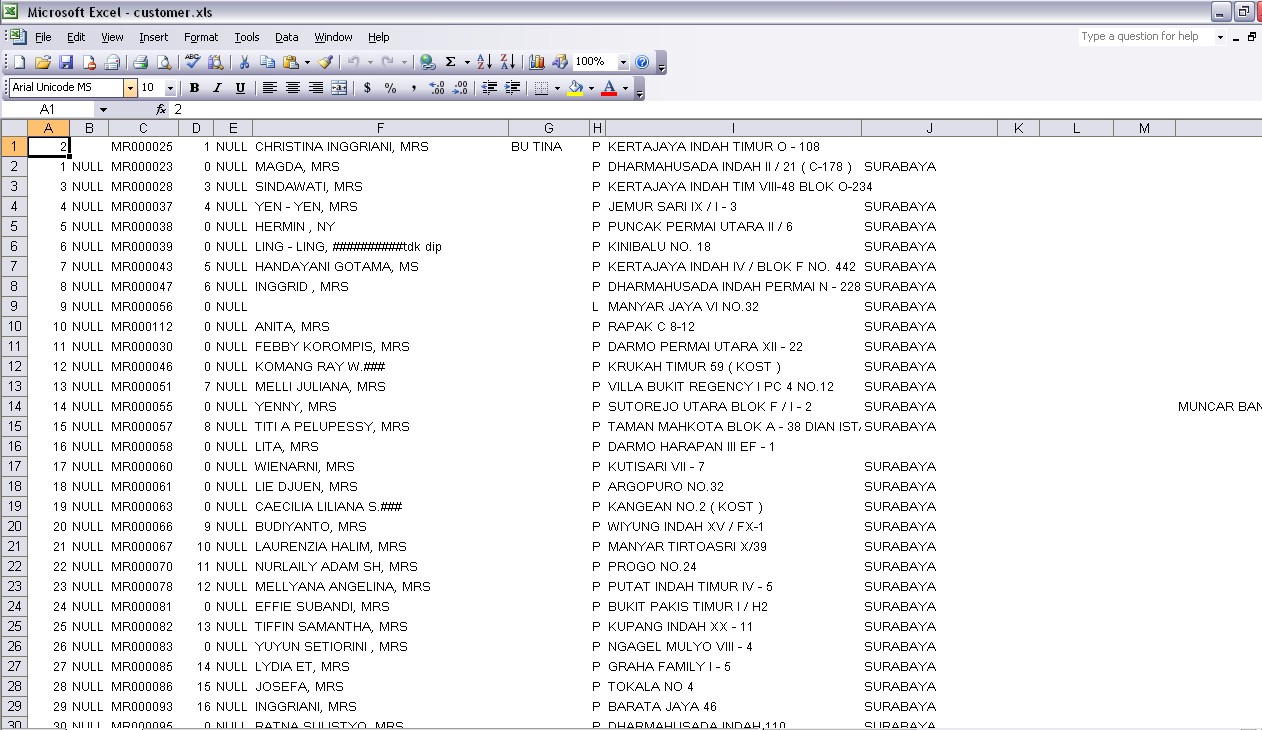 Microsoft Excel - customer.xls
File Edit View Insert Format Tools Data Window Help Type a question for help
100%
Arial Unicode MS 10 B I U $ % ,
A1 fx 2
A B C D E F G H I J K L M
1 2 MR000025 1 NULL CHRISTINA INGGRIANI, MRS BU TINA P KERTAJAYA INDAH TIMUR O - 108
2 1 NULL MR000023 0 NULL MAGDA, MRS P DHARMAHUSADA INDAH II / 21 ( C-178 ) SURABAYA
3 3 NULL MR000028 3 NULL SINDAWATI, MRS P KERTAJAYA INDAH TIM VIII-48 BLOK O-234
4 4 NULL MR000037 4 NULL YEN - YEN, MRS P JEMUR SARI IX / I - 3 SURABAYA
5 5 NULL MR000038 0 NULL HERMIN , NY P PUNCAK PERMAI UTARA II / 6 SURABAYA
6 6 NULL MR000039 0 NULL LING - LING, ##########tdk dip P KINIBALU NO. 18 SURABAYA
7 7 NULL MR000043 5 NULL HANDAYANI GOTAMA, MS P KERTAJAYA INDAH IV / BLOK F NO. 442 SURABAYA
8 8 NULL MR000047 6 NULL INGGRID , MRS P DHARMAHUSADA INDAH PERMAI N - 228 SURABAYA
9 9 NULL MR000056 0 NULL L MANYAR JAYA VI NO.32 SURABAYA
10 10 NULL MR000112 0 NULL ANITA, MRS P RAPAK C 8-12 SURABAYA
11 11 NULL MR000030 0 NULL FEBBY KOROMPIS, MRS P DARMO PERMAI UTARA XII - 22 SURABAYA
12 12 NULL MR000046 0 NULL KOMANG RAY W.### P KRUKAH TIMUR 59 ( KOST ) SURABAYA
13 13 NULL MR000051 7 NULL MELLI JULIANA, MRS P VILLA BUKIT REGENCY I PC 4 NO.12 SURABAYA
14 14 NULL MR000055 0 NULL YENNY, MRS P SUTOREJO UTARA BLOK F / I - 2 SURABAYA MUNCAR BAN
15 15 NULL MR000057 8 NULL TITI A PELUPESSY, MRS P TAMAN MAHKOTA BLOK A - 38 DIAN IST SURABAYA
16 16 NULL MR000058 0 NULL LITA, MRS P DARMO HARAPAN III EF - 1
17 17 NULL MR000060 0 NULL WIENARNI, MRS P KUTISARI VII - 7 SURABAYA
18 18 NULL MR000061 0 NULL LIE DJUEN, MRS P ARGOPURO NO.32 SURABAYA
19 19 NULL MR000063 0 NULL CAECILIA LILIANA S.### P KANGEAN NO.2 ( KOST ) SURABAYA
20 20 NULL MR000066 9 NULL BUDIYANTO, MRS P WIYUNG INDAH XV / FX-1 SURABAYA
21 21 NULL MR000067 10 NULL LAURENZIA HALIM, MRS P MANYAR TIRTOASRI X/39 SURABAYA
22 22 NULL MR000070 11 NULL NURLAILY ADAM SH, MRS P PROGO NO.24 SURABAYA
23 23 NULL MR000078 12 NULL MELLYANA ANGELINA, MRS P PUTAT INDAH TIMUR IV - 5 SURABAYA
24 24 NULL MR000081 0 NULL EFFIE SUBANDI, MRS P BUKIT PAKIS TIMUR I / H2 SURABAYA
25 25 NULL MR000082 13 NULL TIFFIN SAMANTHA, MRS P KUPANG INDAH XX - 11 SURABAYA
26 26 NULL MR000083 0 NULL YUYUN SETIORINI , MRS P NGAGEL MULYO VIII - 4 SURABAYA
27 27 NULL MR000085 14 NULL LYDIA ET, MRS P GRAHA FAMILY I - 5 SURABAYA
28 28 NULL MR000086 15 NULL JOSEFA, MRS P TOKALA NO 4 SURABAYA
29 29 NULL MR000093 16 NULL INGGRIANI, MRS P BARATA JAYA 46 SURABAYA
30 30 NULL MR000095 0 NULL RATNA SULISTYO, MRS P DHARMAHUSADA INDAH 110 SURABAYA